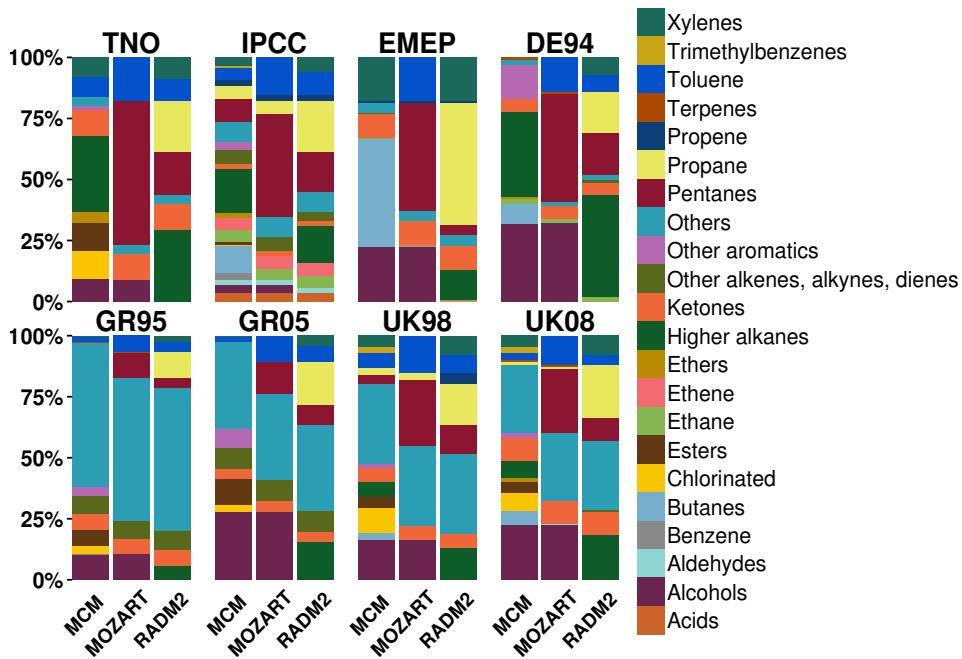 TNO IPCC EMEP DE94
100%
75%
50%
25%
0%
GR95 GR05 UK98 UK08
100%
75%
50%
25%
0%
MCM MOZART RADM2 MCM MOZART RADM2 MCM MOZART RADM2 MCM MOZART RADM2
Xylenes
Trimethylbenzenes
Toluene
Terpenes
Propene
Propane
Pentanes
Others
Other aromatics
Other alkenes, alkynes, dienes
Ketones
Higher alkanes
Ethers
Ethene
Ethane
Esters
Chlorinated
Butanes
Benzene
Aldehydes
Alcohols
Acids